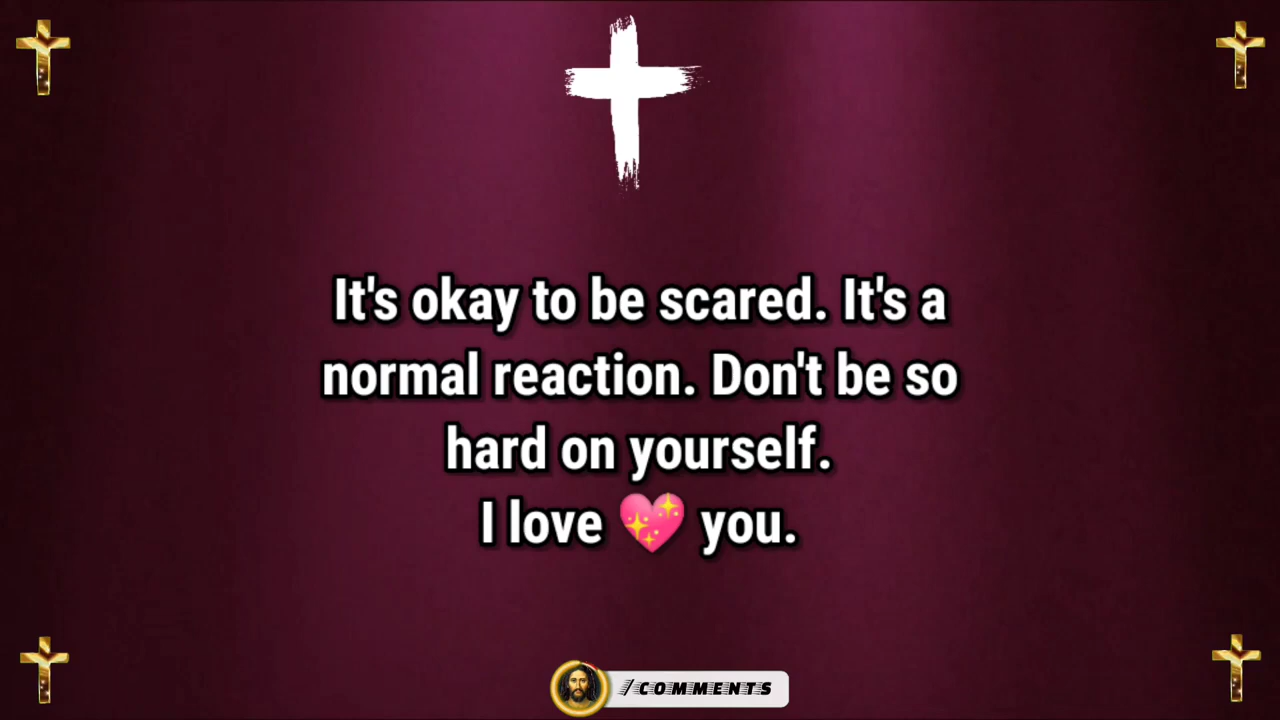 It's okay to be scared. It's a
normal reaction. Don't be so
hard on yourself.
I love 💖 you.
/COMMENTS